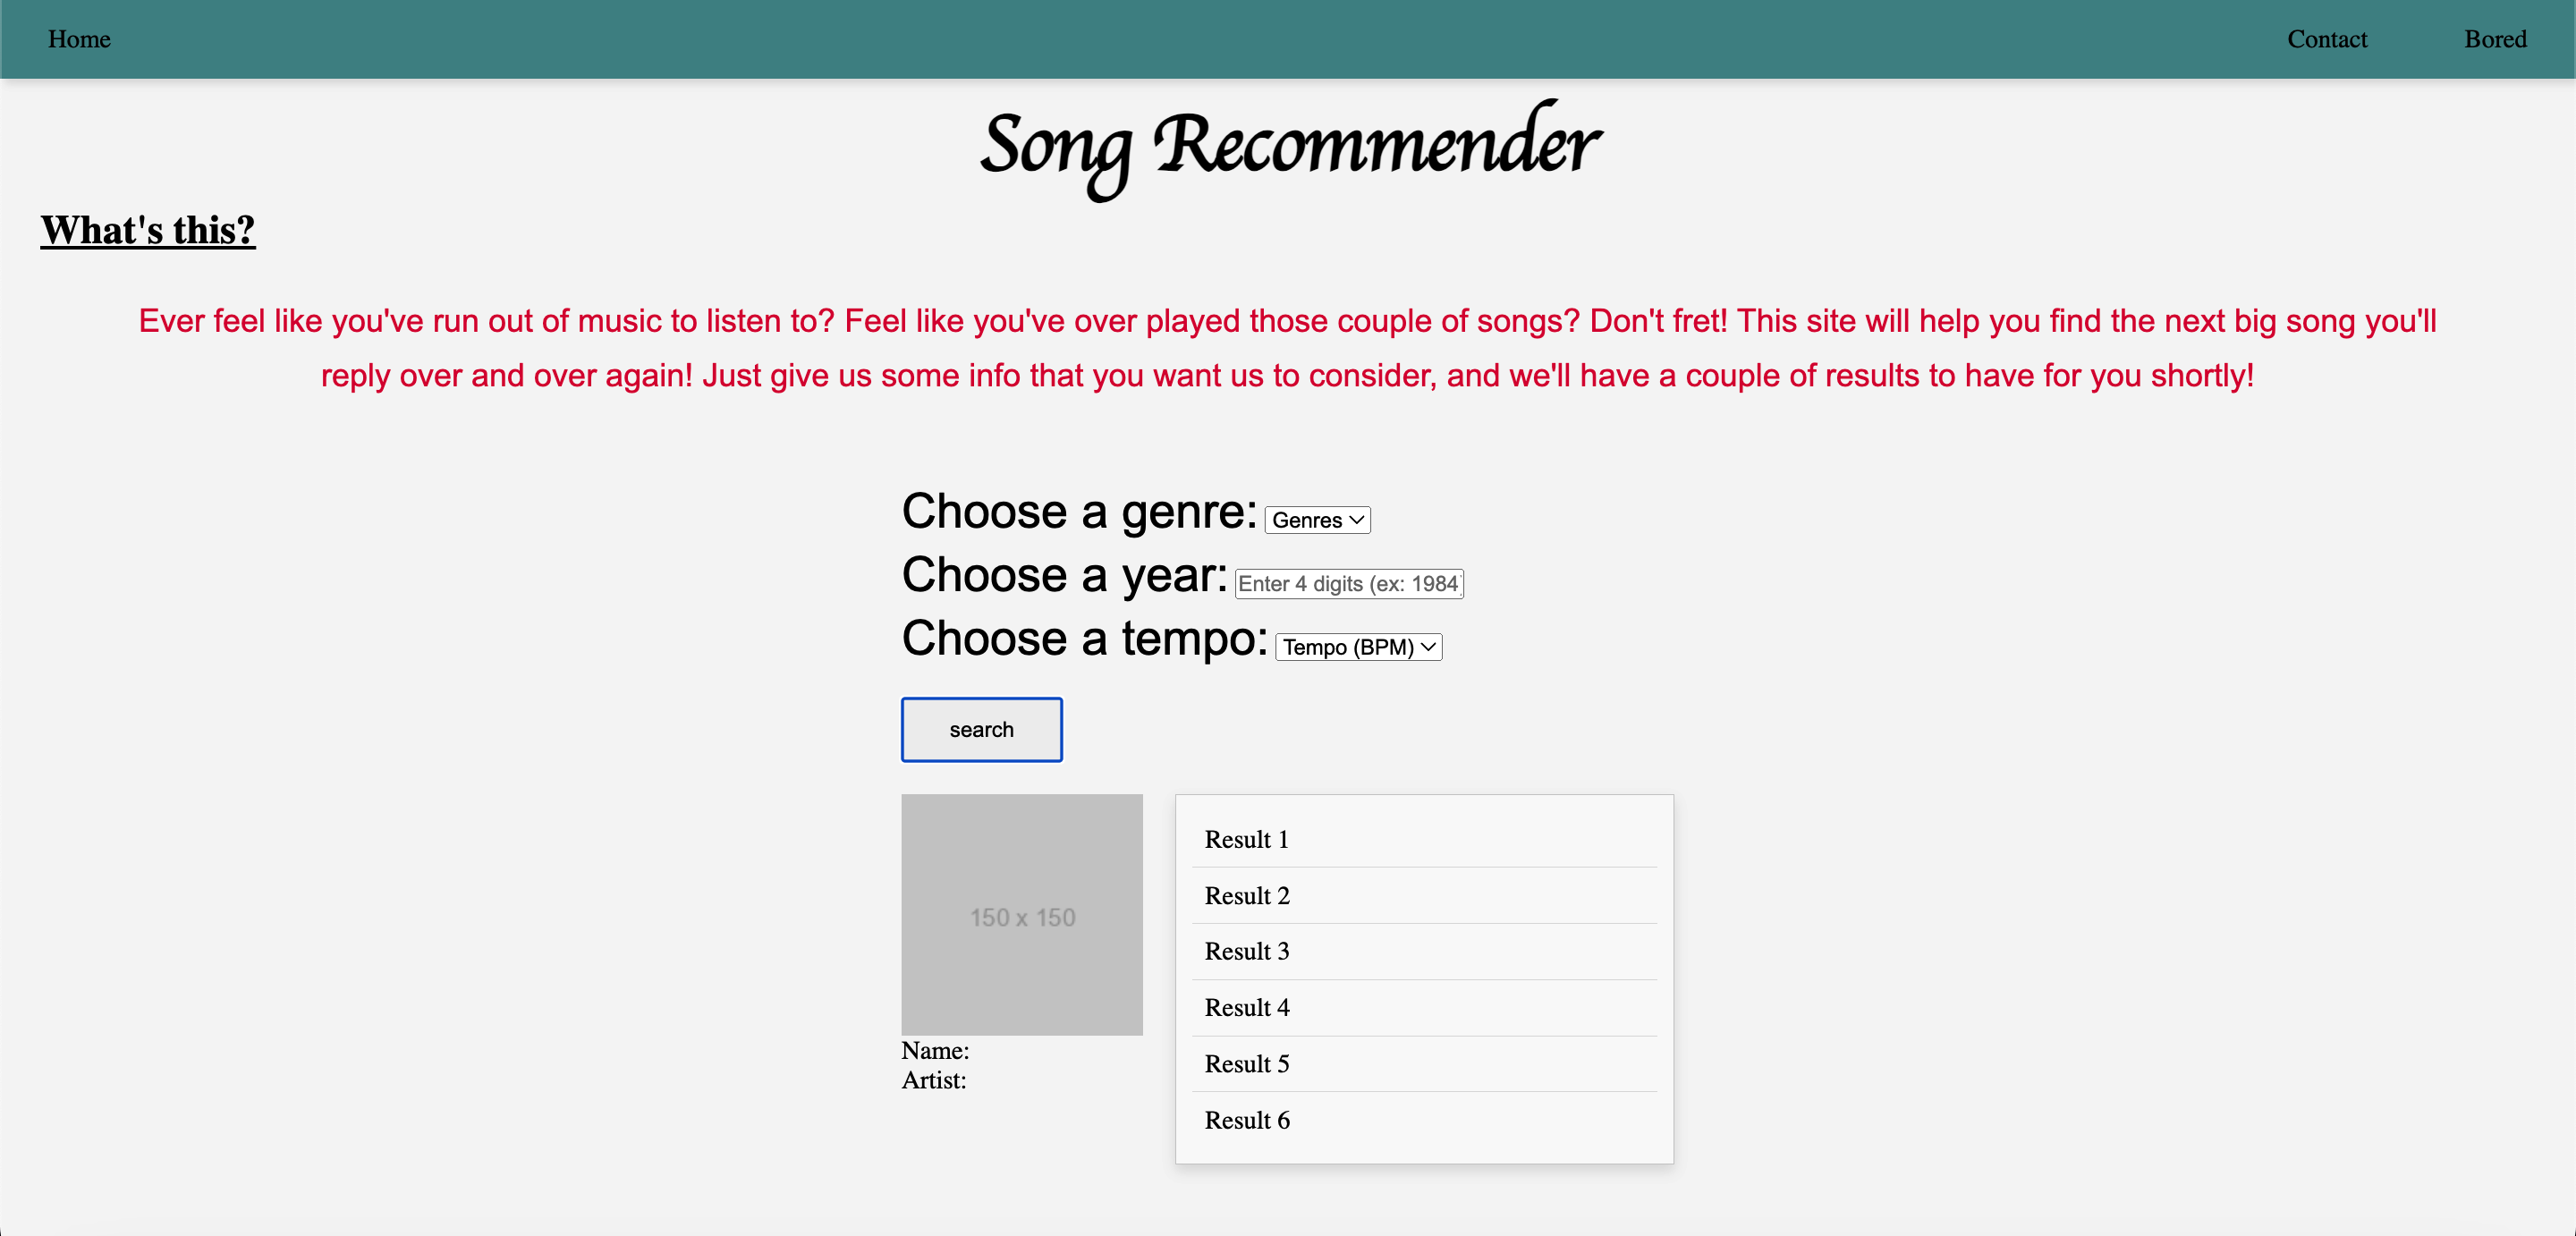 Home Contact Bored
Song Recommender
What's this?
Ever feel like you've run out of music to listen to? Feel like you've over played those couple of songs? Don't fret! This site will help you find the next big song you'll
reply over and over again! Just give us some info that you want us to consider, and we'll have a couple of results to have for you shortly!
Choose a genre: Genres
Choose a year: Enter 4 digits (ex: 1984)
Choose a tempo: Tempo (BPM)
search
150 x 150
Name:
Artist:
Result 1
Result 2
Result 3
Result 4
Result 5
Result 6